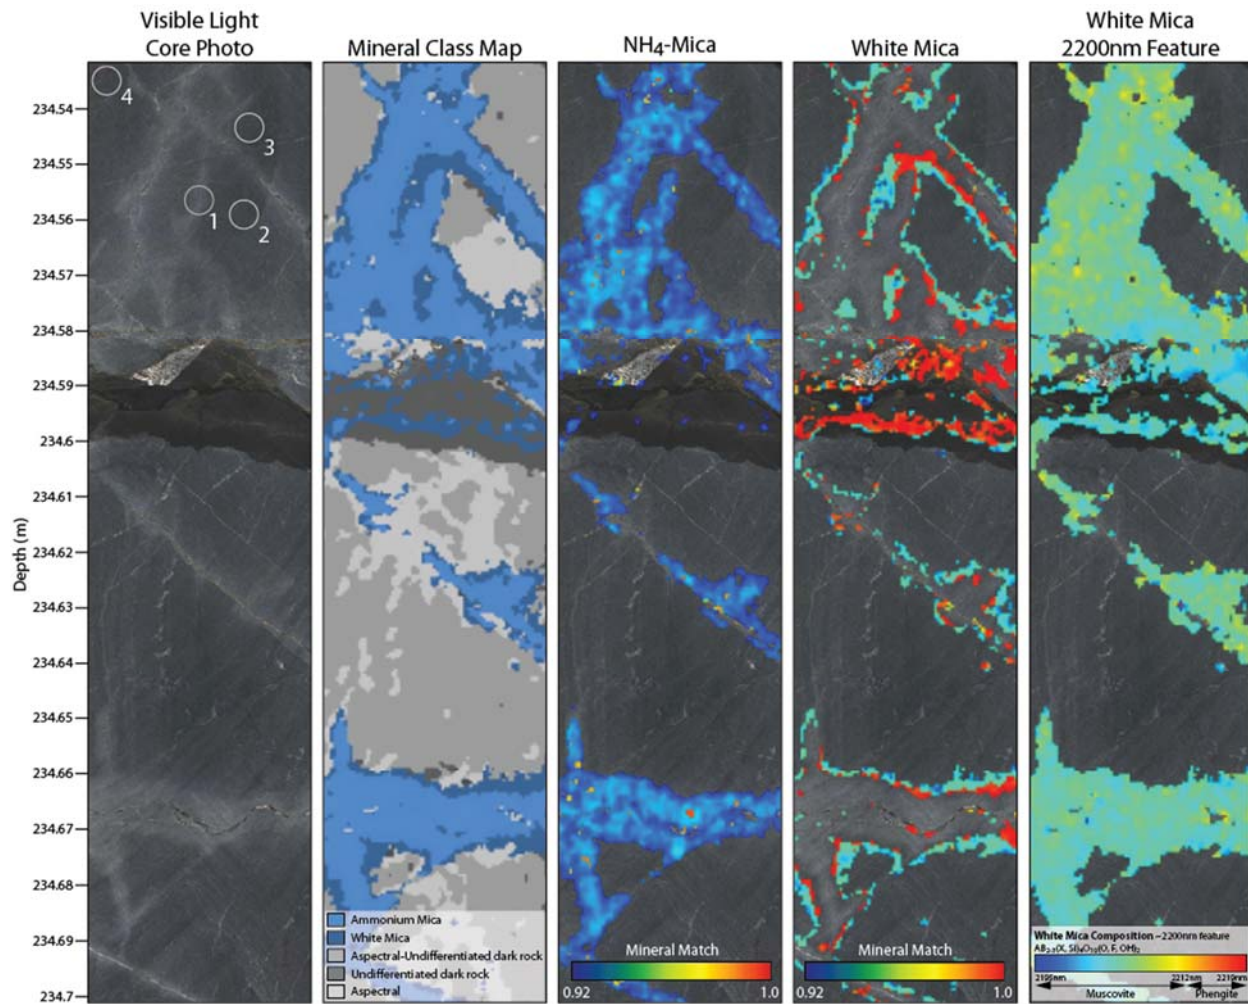 Visible Light
Core Photo
Mineral Class Map
NH4-Mica
White Mica
White Mica
2200nm Feature
4
3
1
2
Depth (m)
234.54
234.55
234.56
234.57
234.58
234.59
234.6
234.61
234.62
234.63
234.64
234.65
234.66
234.67
234.68
234.69
234.7
Ammonium Mica
White Mica
Aspectral-Undifferentiated dark rock
Undifferentiated dark rock
Aspectral
Mineral Match
0.92 1.0
Mineral Match
0.92 1.0
White Mica Composition ~2200nm feature
2195nm 2212nm 2219nm
Muscovite Phengite